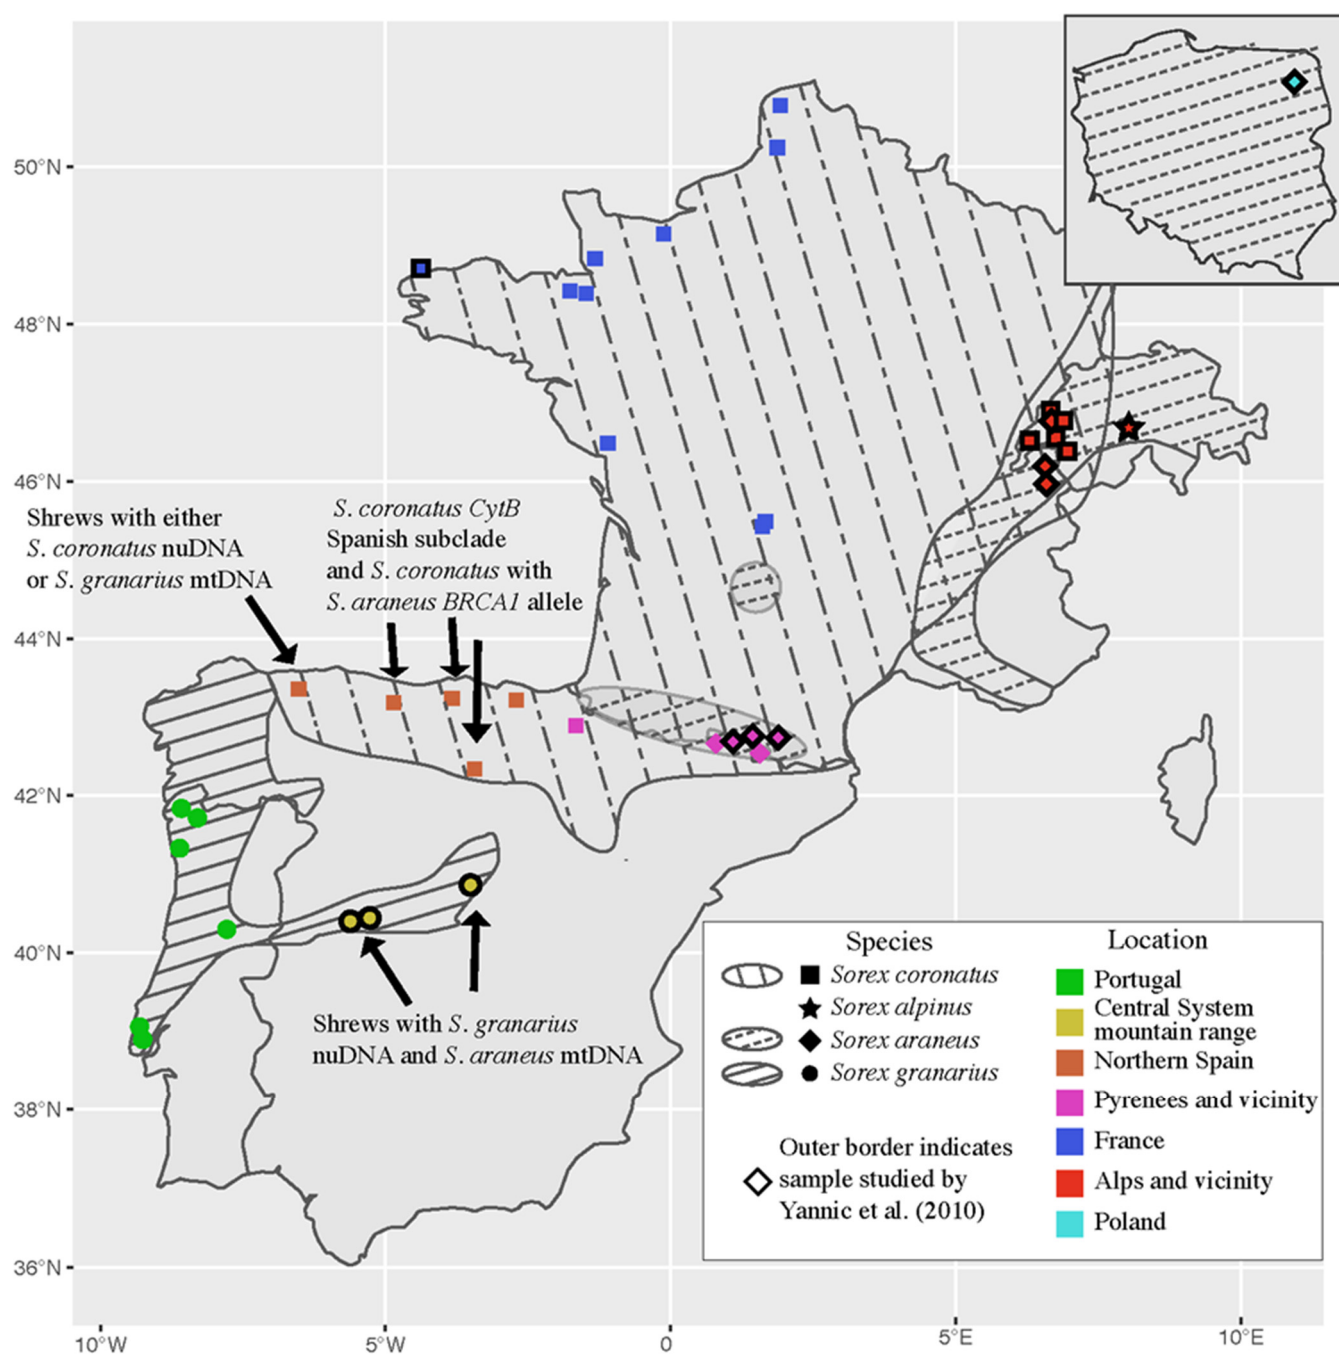 50°N
48°N
46°N
44°N
42°N
40°N
38°N
36°N
10°W
5°W
0
5°E
10°E
Shrews with either
S. coronatus nuDNA
or S. granarius mtDNA
S. coronatus CytB
Spanish subclade
and S. coronatus with
S. araneus BRCA1 allele
Shrews with S. granarius
nuDNA and S. araneus mtDNA
Species
Sorex coronatus
Sorex alpinus
Sorex araneus
Sorex granarius
Outer border indicates
sample studied by
Yannic et al. (2010)
Location
Portugal
Central System
mountain range
Northern Spain
Pyrenees and vicinity
France
Alps and vicinity
Poland